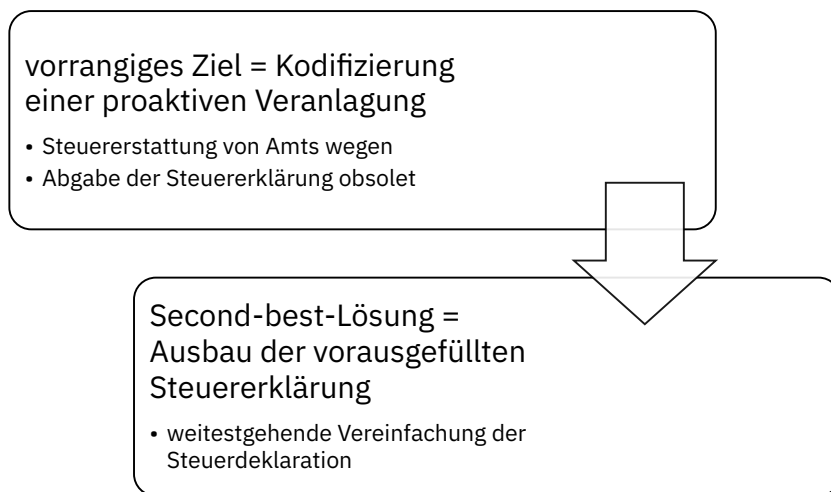 vorrangiges Ziel = Kodifizierung
einer proaktiven Veranlagung
• Steuererstattung von Amts wegen
• Abgabe der Steuererklärung obsolet
Second-best-Lösung =
Ausbau der vorausgefüllten
Steuererklärung
• weitestgehende Vereinfachung der
Steuerdeklaration